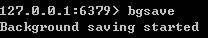 127.0.0.1:6379> bgsave
Background saving started